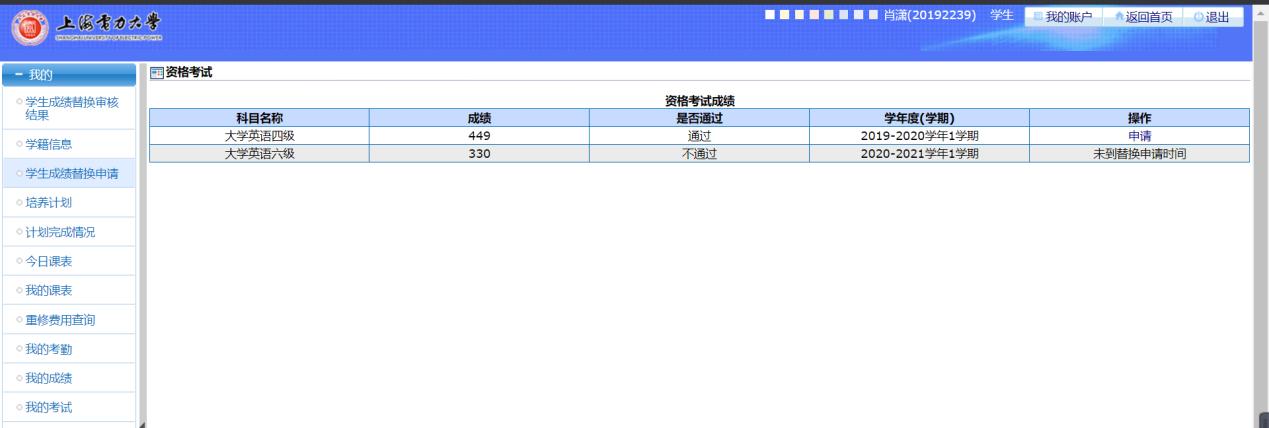 上海电力大学
SHANGHAI UNIVERSITY OF ELECTRIC POWER
肖潇(20192239) 学生 我的账户 返回首页 退出
我的
学生成绩替换审核结果
学籍信息
学生成绩替换申请
培养计划
计划完成情况
今日课表
我的课表
重修费用查询
我的考勤
我的成绩
我的考试
资格考试
资格考试成绩
科目名称 成绩 是否通过 学年度(学期) 操作
大学英语四级 449 通过 2019-2020学年1学期 申请
大学英语六级 330 不通过 2020-2021学年1学期 未到替换申请时间